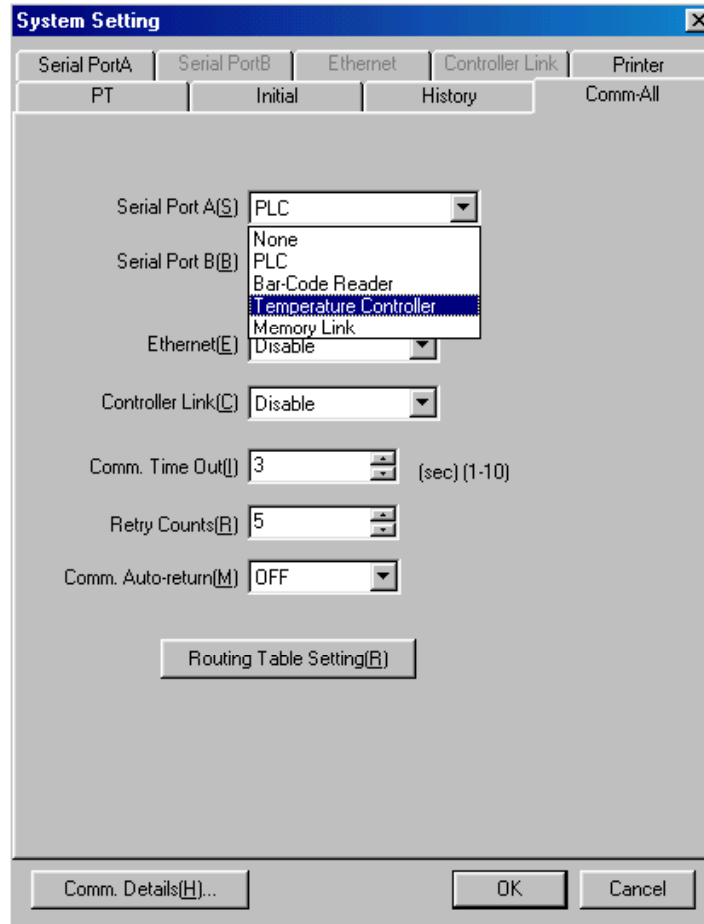 System Setting
Serial PortA Serial PortB Ethernet Controller Link Printer
PT Initial History Comm-All
Serial Port A(S) PLC
None
Serial Port B(B) PLC
Bar-Code Reader
Temperature Controller
Memory Link
Ethernet(E) Disable
Controller Link(C) Disable
Comm. Time Out(I) 3 (sec) (1-10)
Retry Counts(R) 5
Comm. Auto-return(M) OFF
Routing Table Setting(R)
Comm. Details(H)... OK Cancel